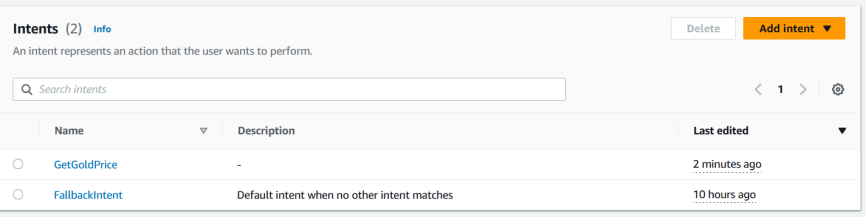 Intents (2) Info
Delete
Add intent
An intent represents an action that the user wants to perform.
Search intents
1
Name Description Last edited
GetGoldPrice - 2 minutes ago
FallbackIntent Default intent when no other intent matches 10 hours ago